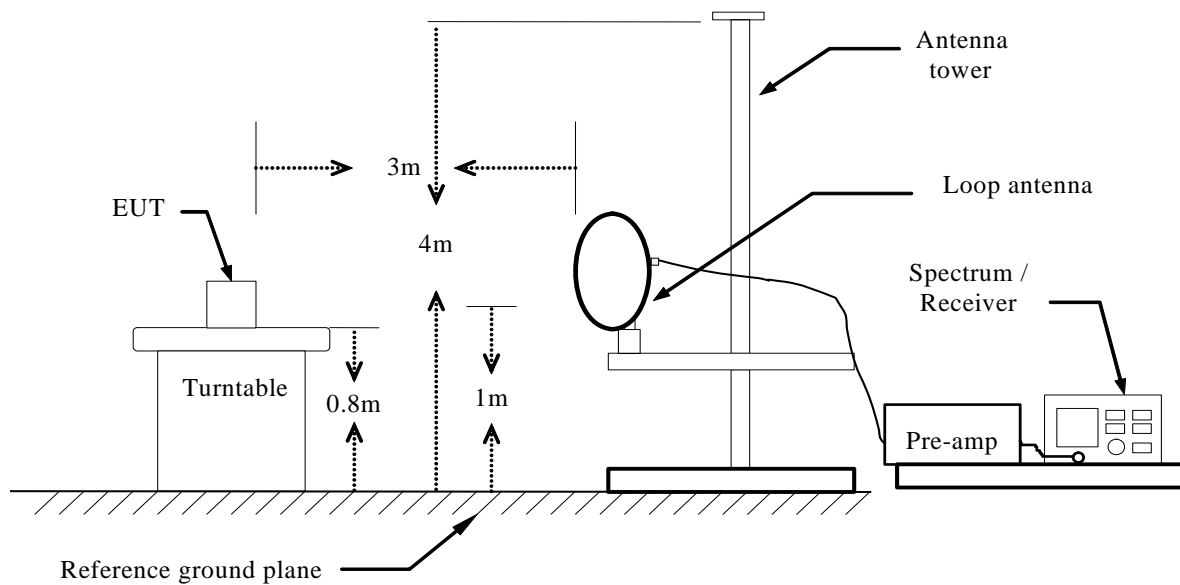 Antenna
tower
3m
Loop antenna
EUT
4m
Spectrum /
Receiver
Turntable
0.8m
1m
Pre-amp
Reference ground plane